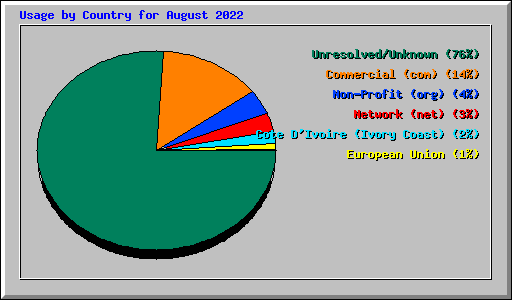 Usage by Country for August 2022
Unresolved/Unknown (76%)
Commercial (com) (14%)
Non-Profit (org) (4%)
Network (net) (3%)
Cote D'Ivoire (Ivory Coast) (2%)
European Union (1%)